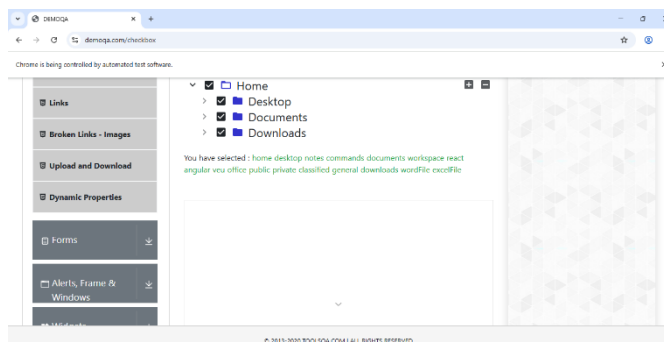 DEMOQA
demoqa.com/checkbox
Chrome is being controlled by automated test software.
Home
Links
Desktop
Documents
Broken Links - Images
Downloads
You have selected : home desktop notes commands documents workspace react
angular veu office public private classified general downloads wordFile excelFile
Upload and Download
Dynamic Properties
Forms
Alerts, Frame &
Windows
Widgets
© 2013-2020 TOOLSQA.COM | ALL RIGHTS RESERVED.